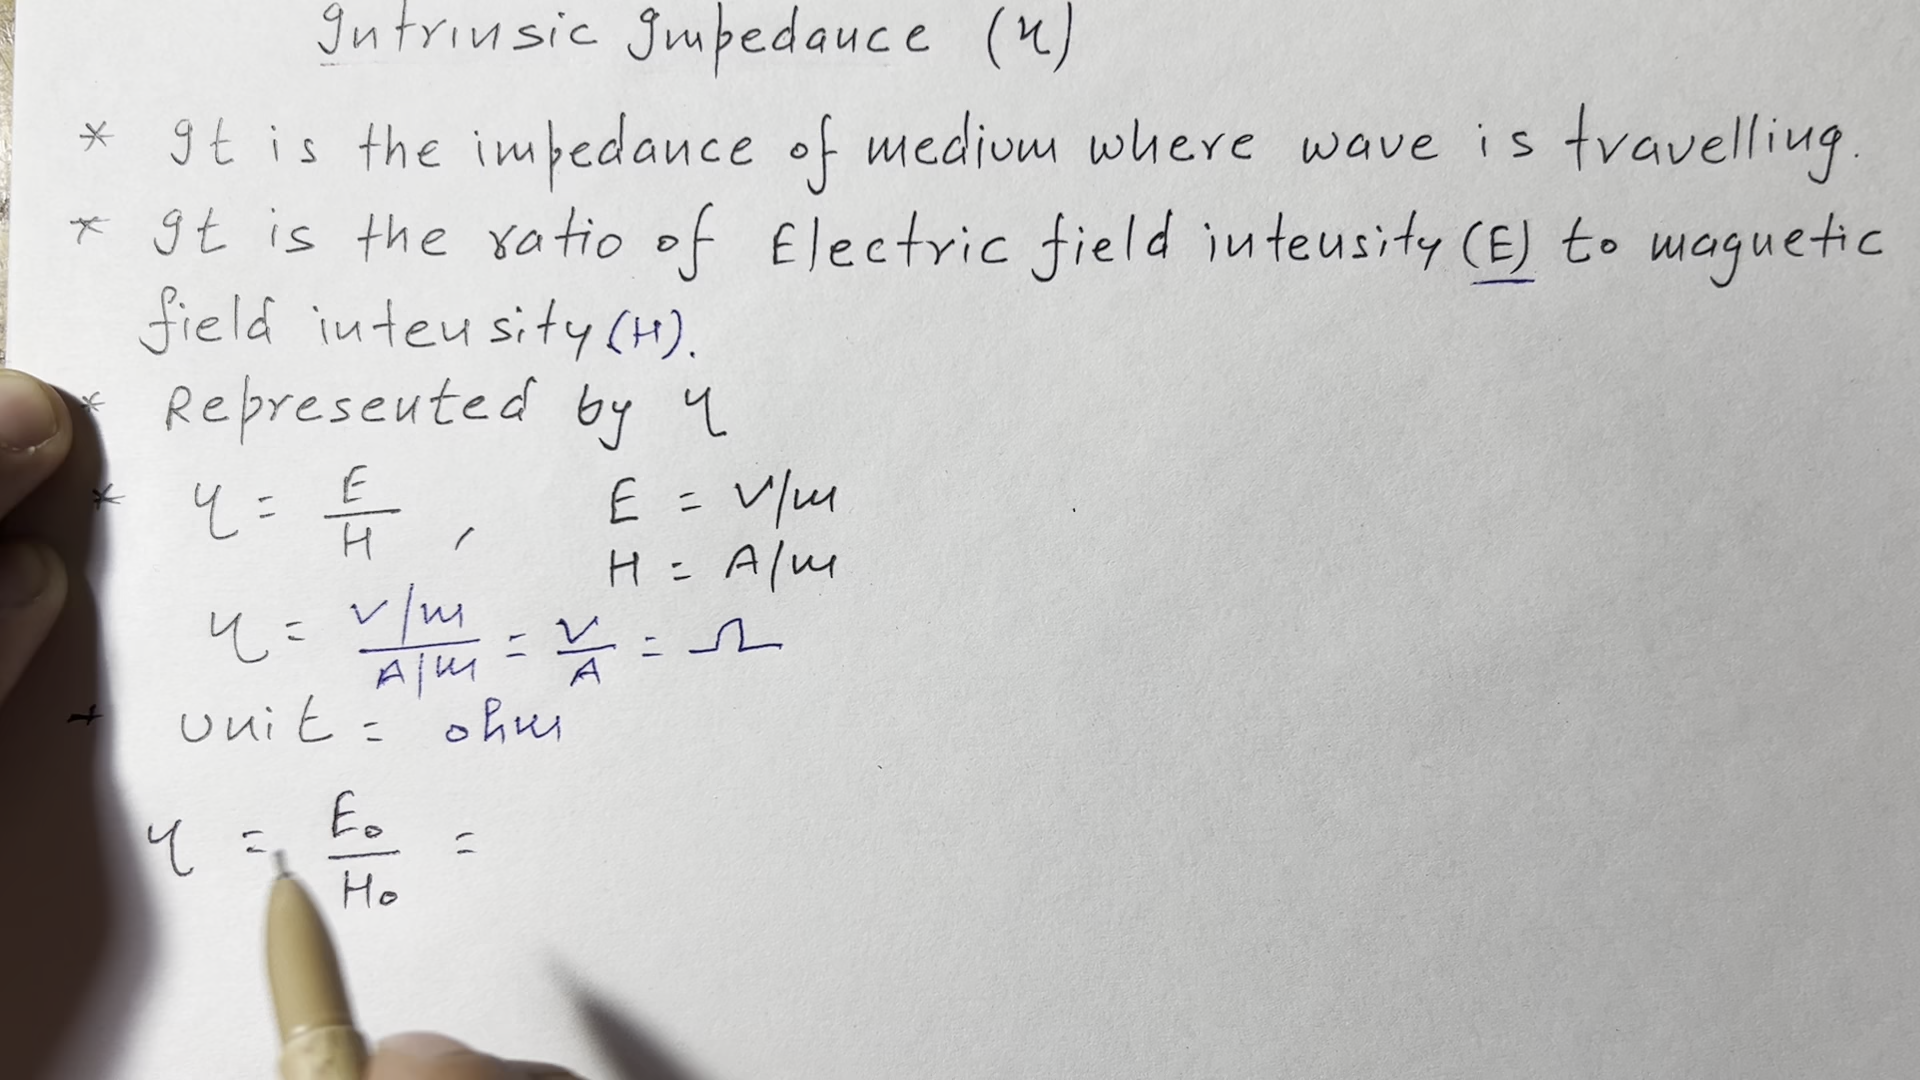 Intrinsic Impedance (η)
* It is the impedance of medium where wave is travelling.
* It is the ratio of Electric field intensity (E) to magnetic
field intensity (H).
* Represented by η
* η = E/H , E = V/m
H = A/m
η = V/m / A/m = V/A = Ω
* Unit = ohm
η = E₀/H₀ =